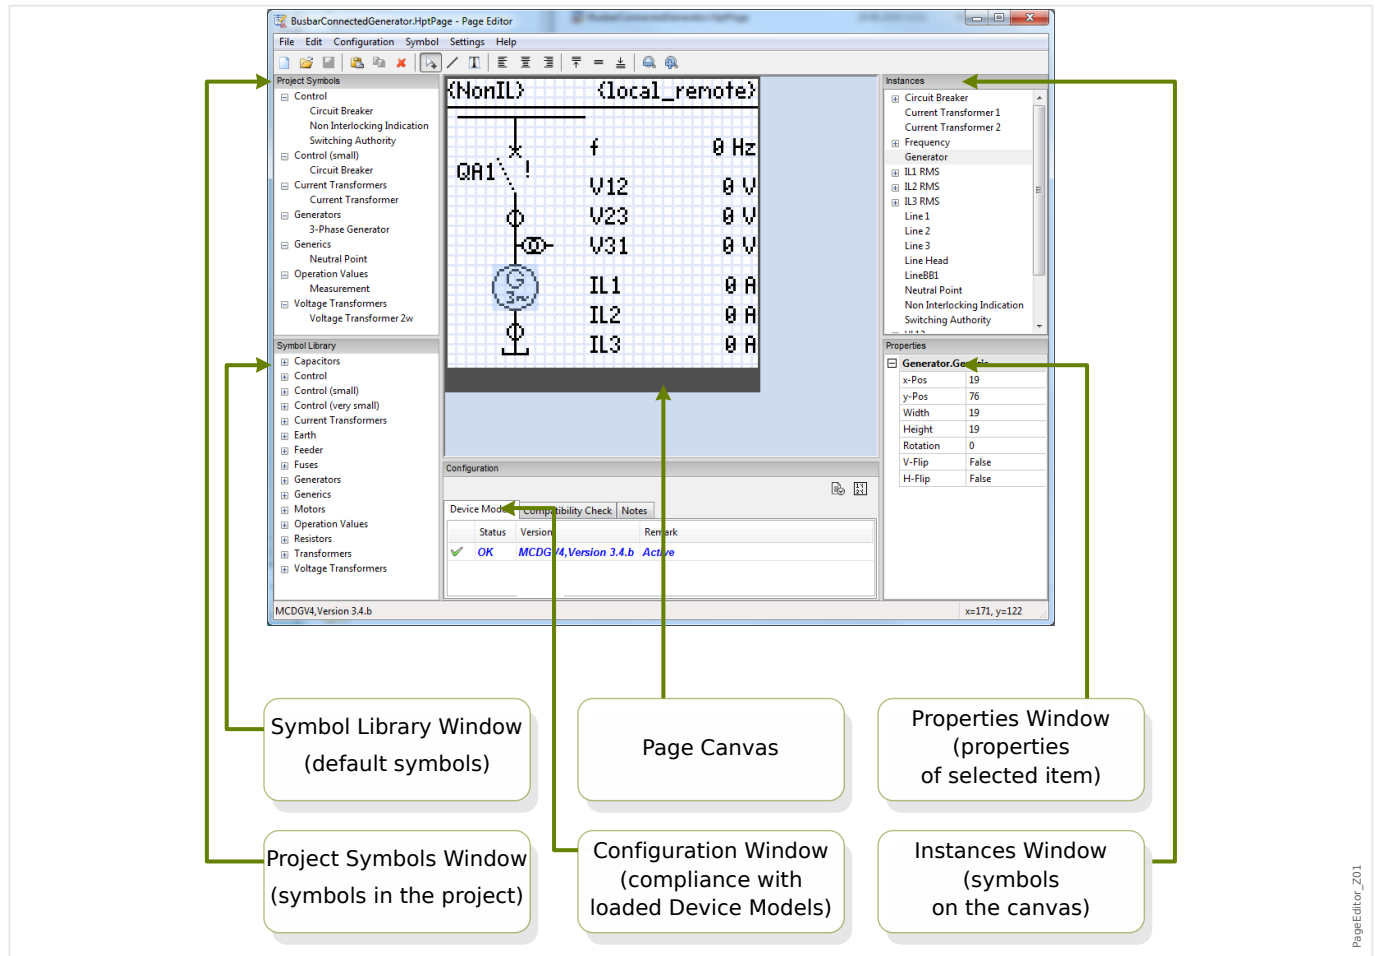 BusbarConnectedGenerator.HptPage - Page Editor
File Edit Configuration Symbol Settings Help
Project Symbols
Control
Circuit Breaker
Non Interlocking Indication
Switching Authority
Control (small)
Circuit Breaker
Current Transformers
Current Transformer
Generators
3-Phase Generator
Generics
Neutral Point
Operation Values
Measurement
Voltage Transformers
Voltage Transformer 2w
Symbol Library
Capacitors
Control
Control (small)
Control (very small)
Current Transformers
Earth
Feeder
Fuses
Generators
Generics
Motors
Operation Values
Resistors
Transformers
Voltage Transformers
{NonIL} {local_remote}
f 0 Hz
QA1 !
V12 0 V
V23 0 V
V31 0 V
G
3~
IL1 0 A
IL2 0 A
IL3 0 A
Configuration
Device Compatibility Check Notes
Status Version Remark
OK MCDGV4,Version 3.4.b Active
Instances
Circuit Breaker
Current Transformer 1
Current Transformer 2
Frequency
Generator
IL1 RMS
IL2 RMS
IL3 RMS
Line 1
Line 2
Line 3
Line Head
LineBB1
Neutral Point
Non Interlocking Indication
Switching Authority
Properties
Generator.Generic
x-Pos 19
y-Pos 76
Width 19
Height 19
Rotation 0
V-Flip False
H-Flip False
MCDGV4,Version 3.4.b
x=171, y=122
Symbol Library Window
(default symbols)
Page Canvas
Properties Window
(properties
of selected item)
Project Symbols Window
(symbols in the project)
Configuration Window
(compliance with
loaded Device Models)
Instances Window
(symbols
on the canvas)
PageEditor_Z01